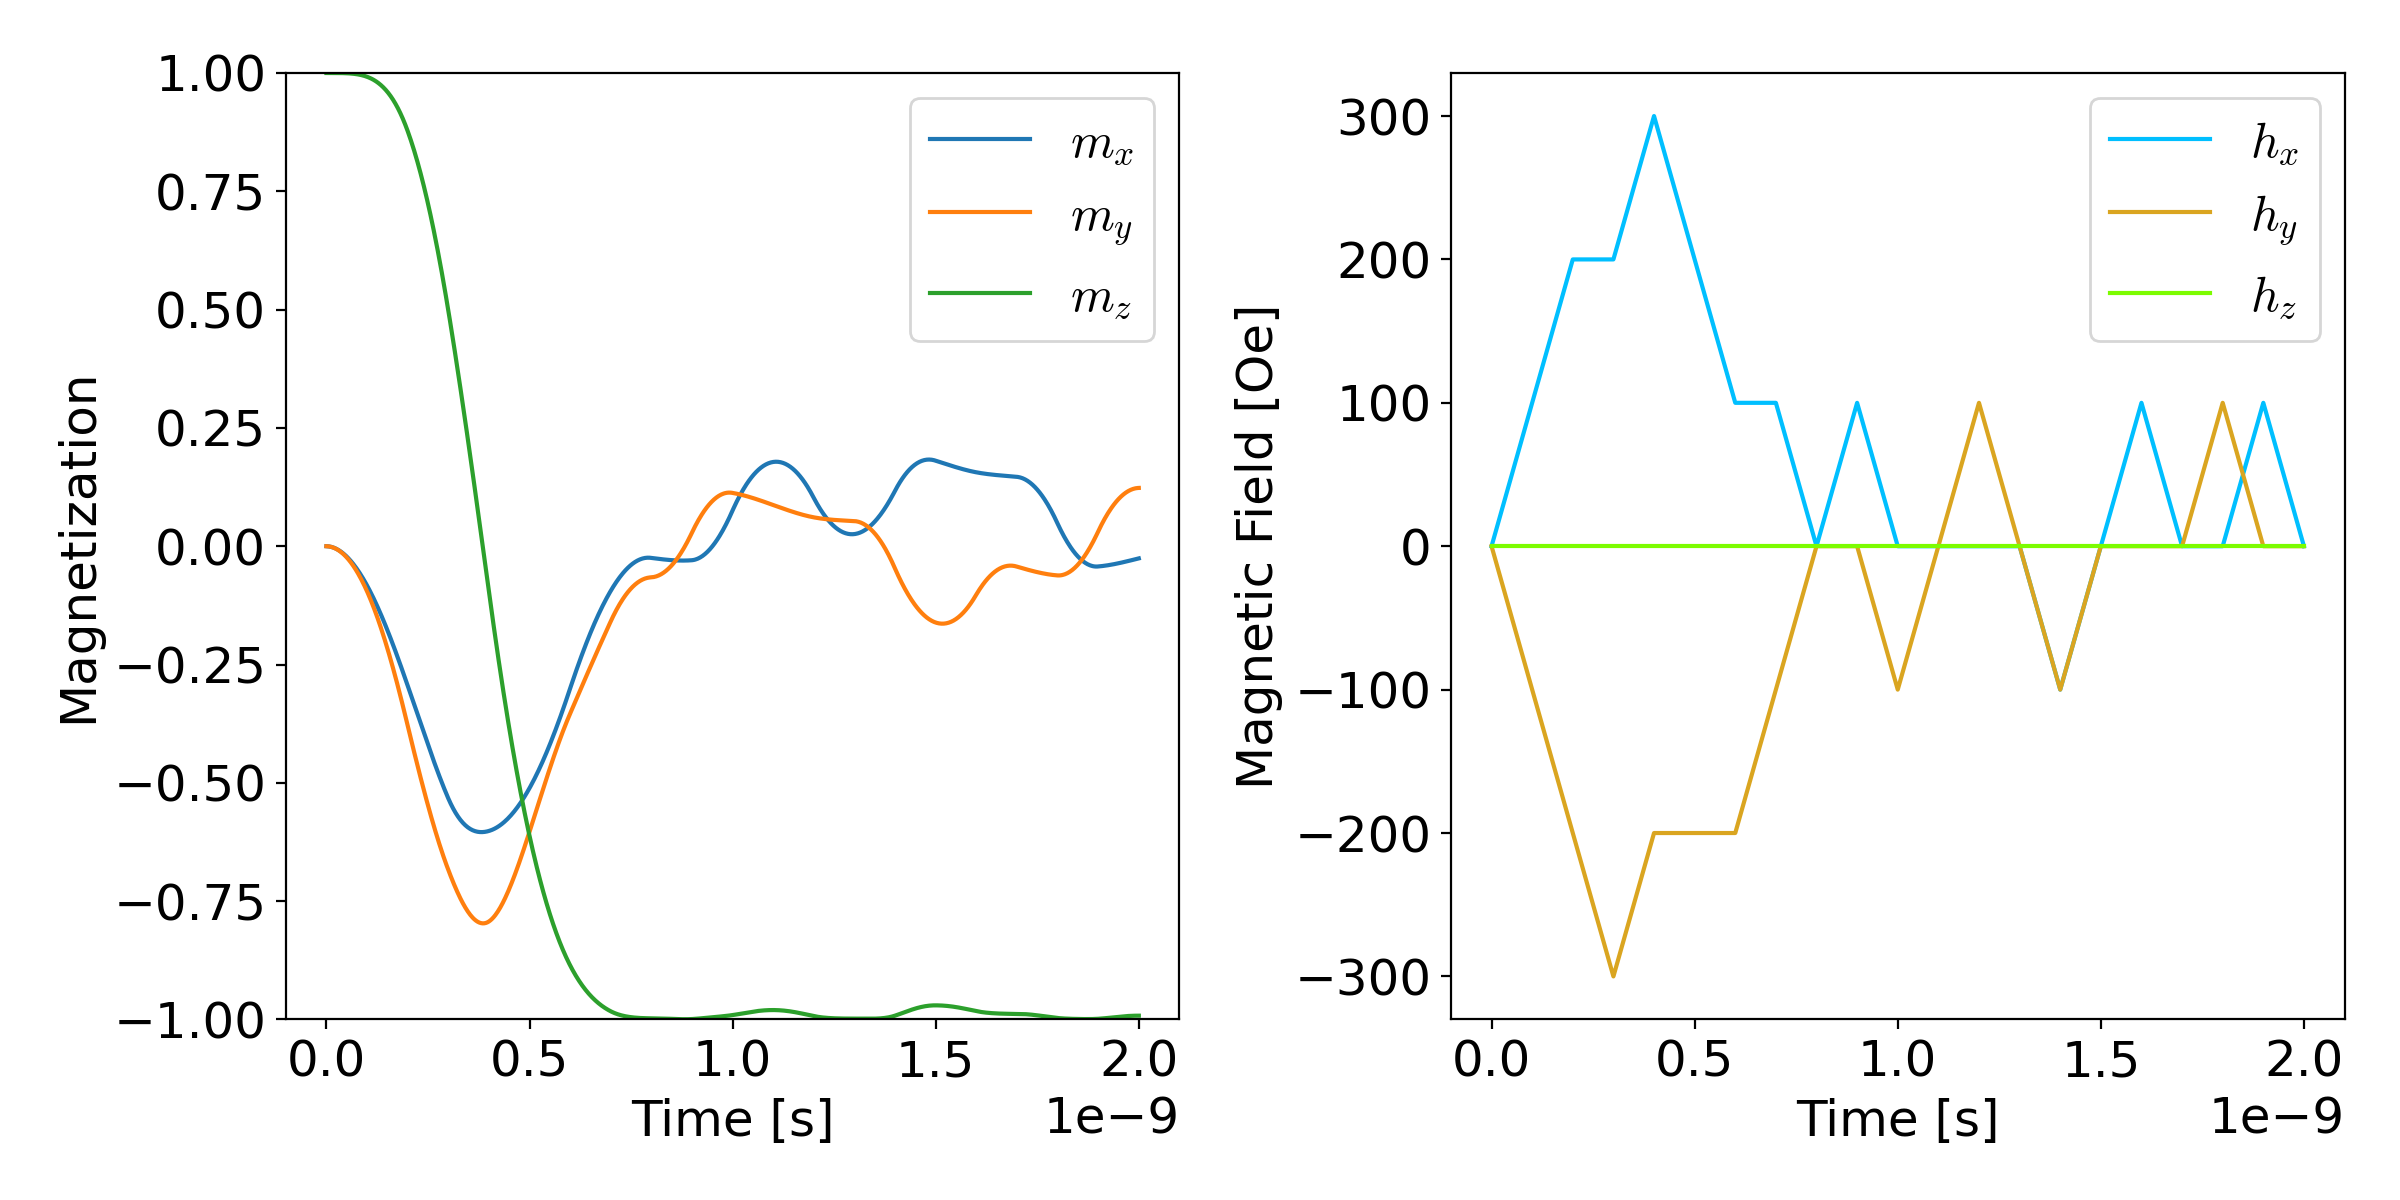 1.00
0.75
0.50
0.25
0.00
−0.25
−0.50
−0.75
−1.00
Magnetization
0.0 0.5 1.0 1.5 2.0
Time [s]
1e−9
m_x
m_y
m_z
300
200
100
0
−100
−200
−300
Magnetic Field [Oe]
0.0 0.5 1.0 1.5 2.0
Time [s]
1e−9
h_x
h_y
h_z